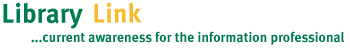 Library Link
...current awareness for the information professional